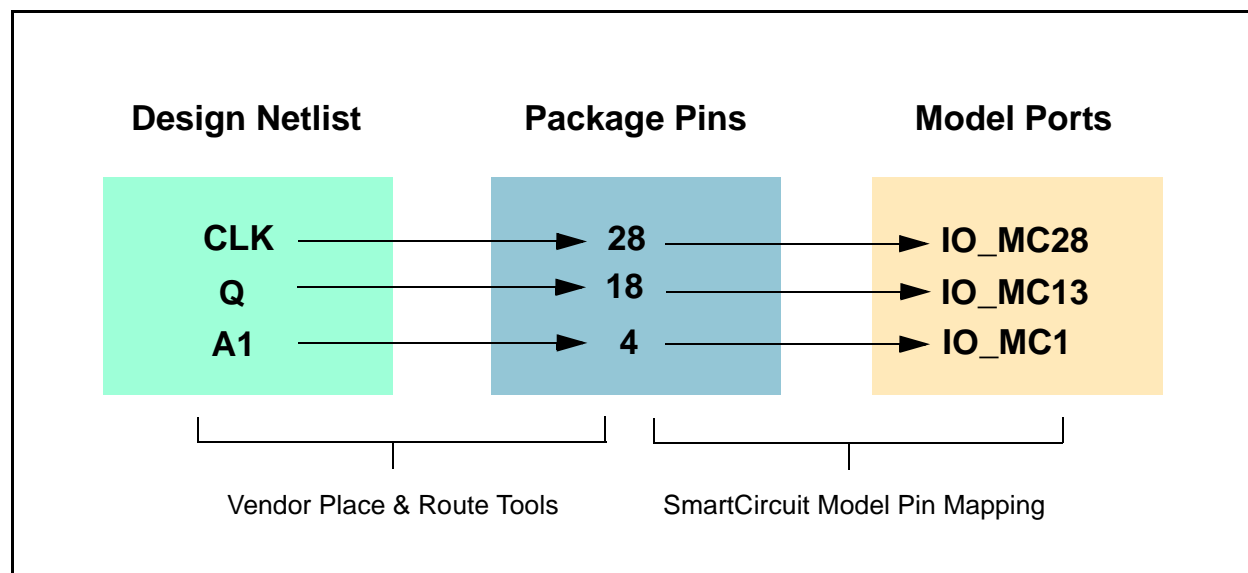 Design Netlist
Package Pins
Model Ports
CLK
28
IO_MC28
Q
18
IO_MC13
A1
4
IO_MC1
Vendor Place & Route Tools
SmartCircuit Model Pin Mapping